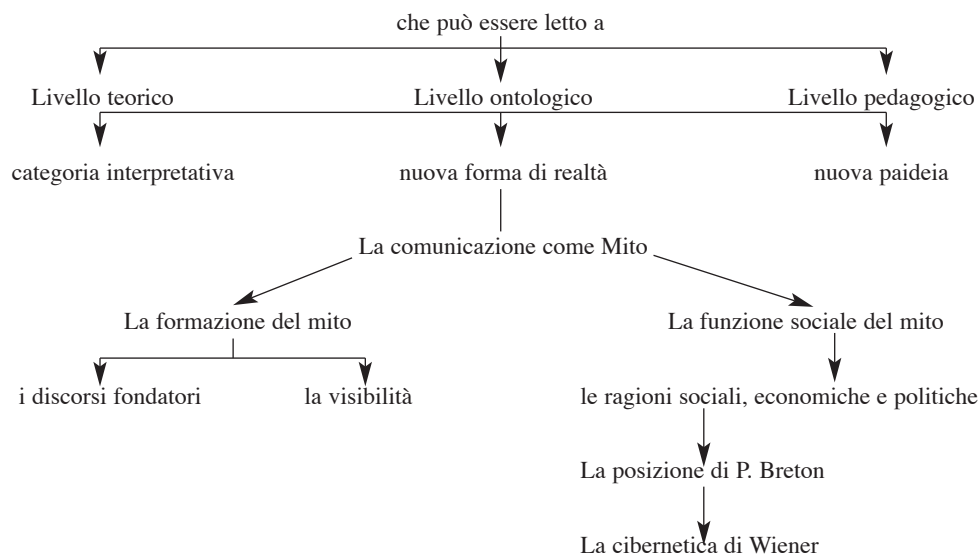 che può essere letto a
Livello teorico Livello ontologico Livello pedagogico
categoria interpretativa nuova forma di realtà nuova paideia
La comunicazione come Mito
La formazione del mito La funzione sociale del mito
i discorsi fondatori la visibilità le ragioni sociali, economiche e politiche
La posizione di P. Breton
La cibernetica di Wiener